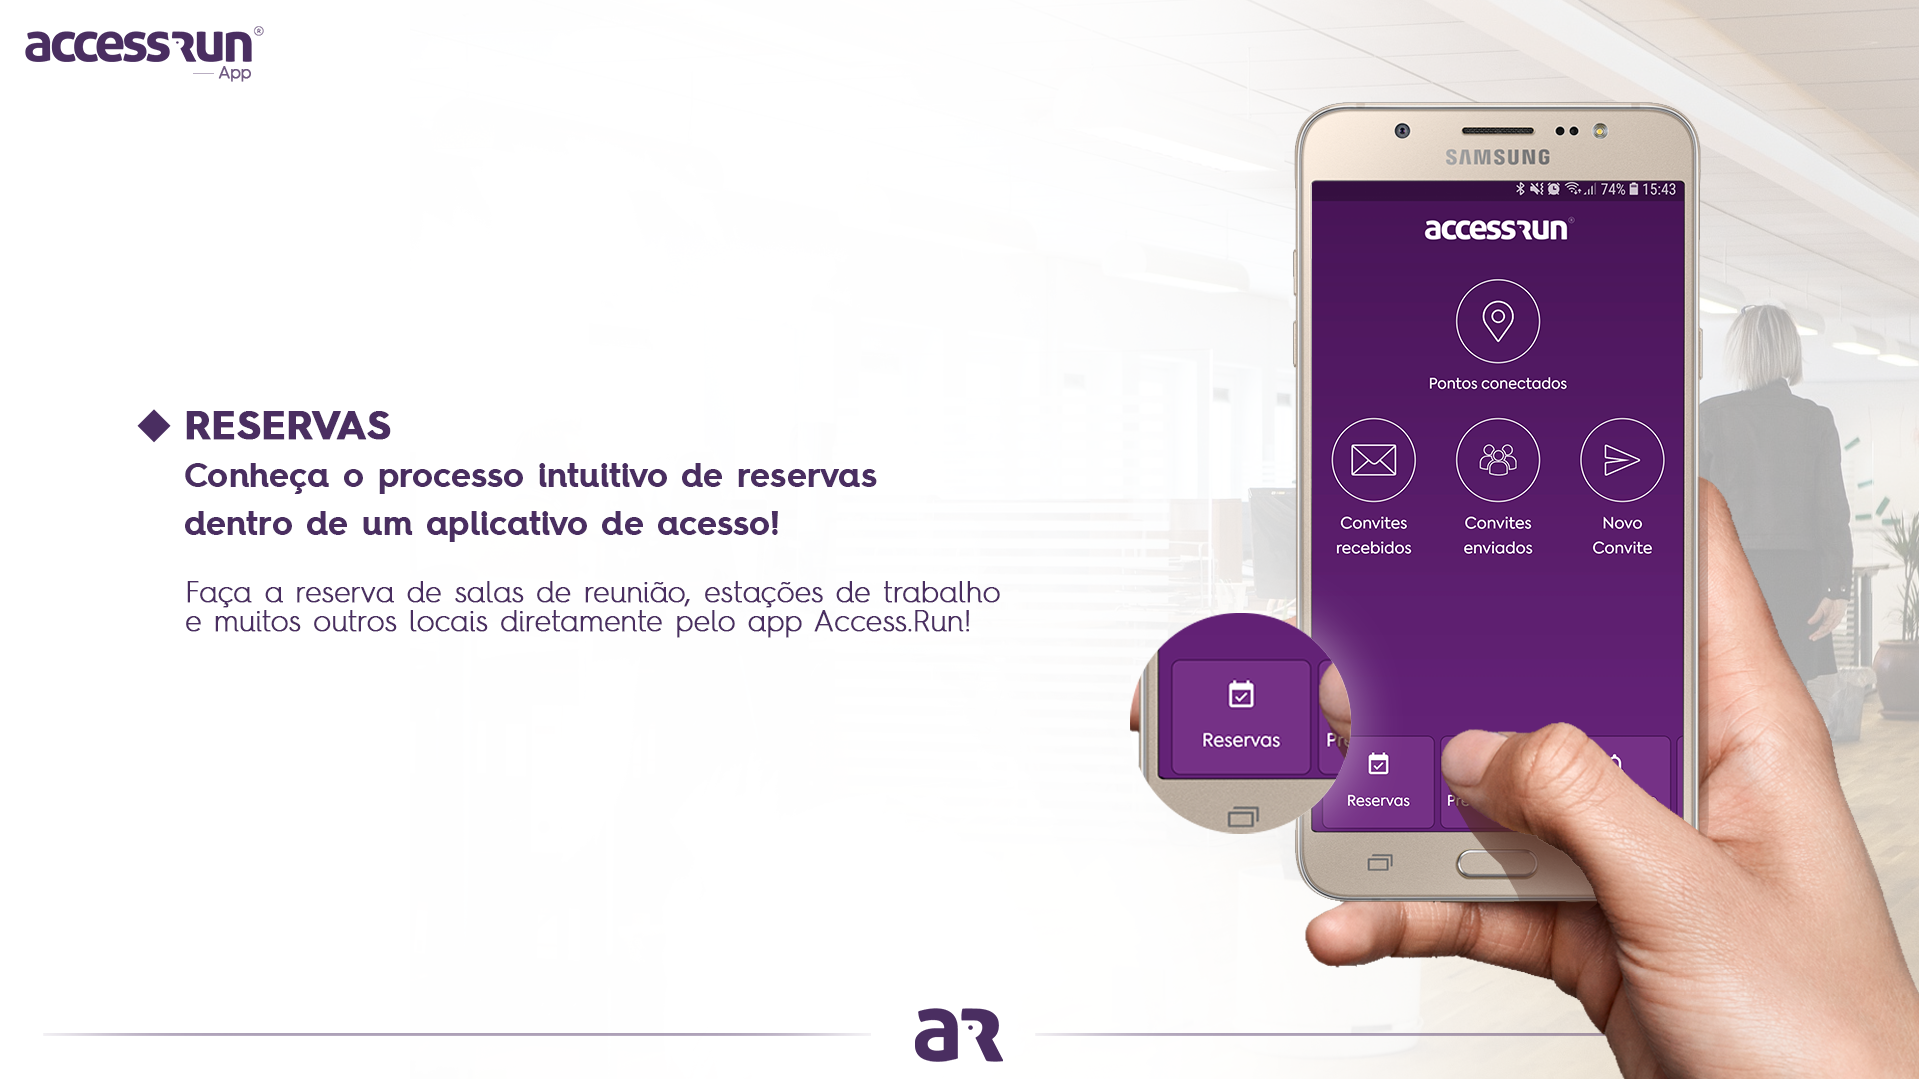 accessRun®
App
RESERVAS
Conheça o processo intuitivo de reservas
dentro de um aplicativo de acesso!
Faça a reserva de salas de reunião, estações de trabalho
e muitos outros locais diretamente pelo app Access.Run!
SAMSUNG
74% 15:43
accessRun®
Pontos conectados
Convites
recebidos
Convites
enviados
Novo
Convite
Reservas
Reservas
aR